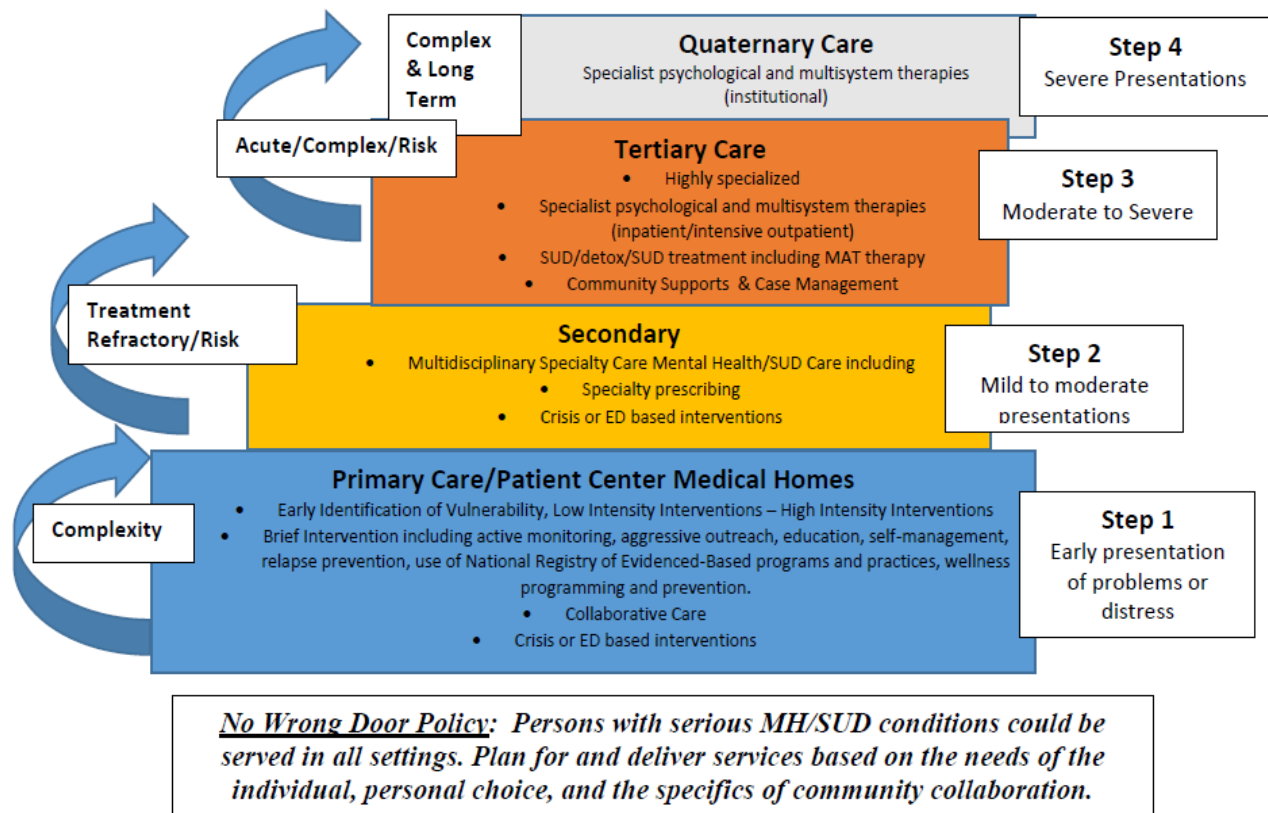 Complex
& Long
Term
Quaternary Care
Specialist psychological and multisystem therapies
(institutional)
Step 4
Severe Presentations
Acute/Complex/Risk
Tertiary Care
• Highly specialized
• Specialist psychological and multisystem therapies
(inpatient/intensive outpatient)
• SUD/detox/SUD treatment including MAT therapy
• Community Supports & Case Management
Step 3
Moderate to Severe
Treatment
Refractory/Risk
Secondary
• Multidisciplinary Specialty Care Mental Health/SUD Care including
• Specialty prescribing
• Crisis or ED based interventions
Step 2
Mild to moderate
presentations
Complexity
Primary Care/Patient Center Medical Homes
• Early Identification of Vulnerability, Low Intensity Interventions – High Intensity Interventions
• Brief Intervention including active monitoring, aggressive outreach, education, self-management,
relapse prevention, use of National Registry of Evidenced-Based programs and practices, wellness
programming and prevention.
• Collaborative Care
• Crisis or ED based interventions
Step 1
Early presentation
of problems or
distress
No Wrong Door Policy: Persons with serious MH/SUD conditions could be
served in all settings. Plan for and deliver services based on the needs of the
individual, personal choice, and the specifics of community collaboration.